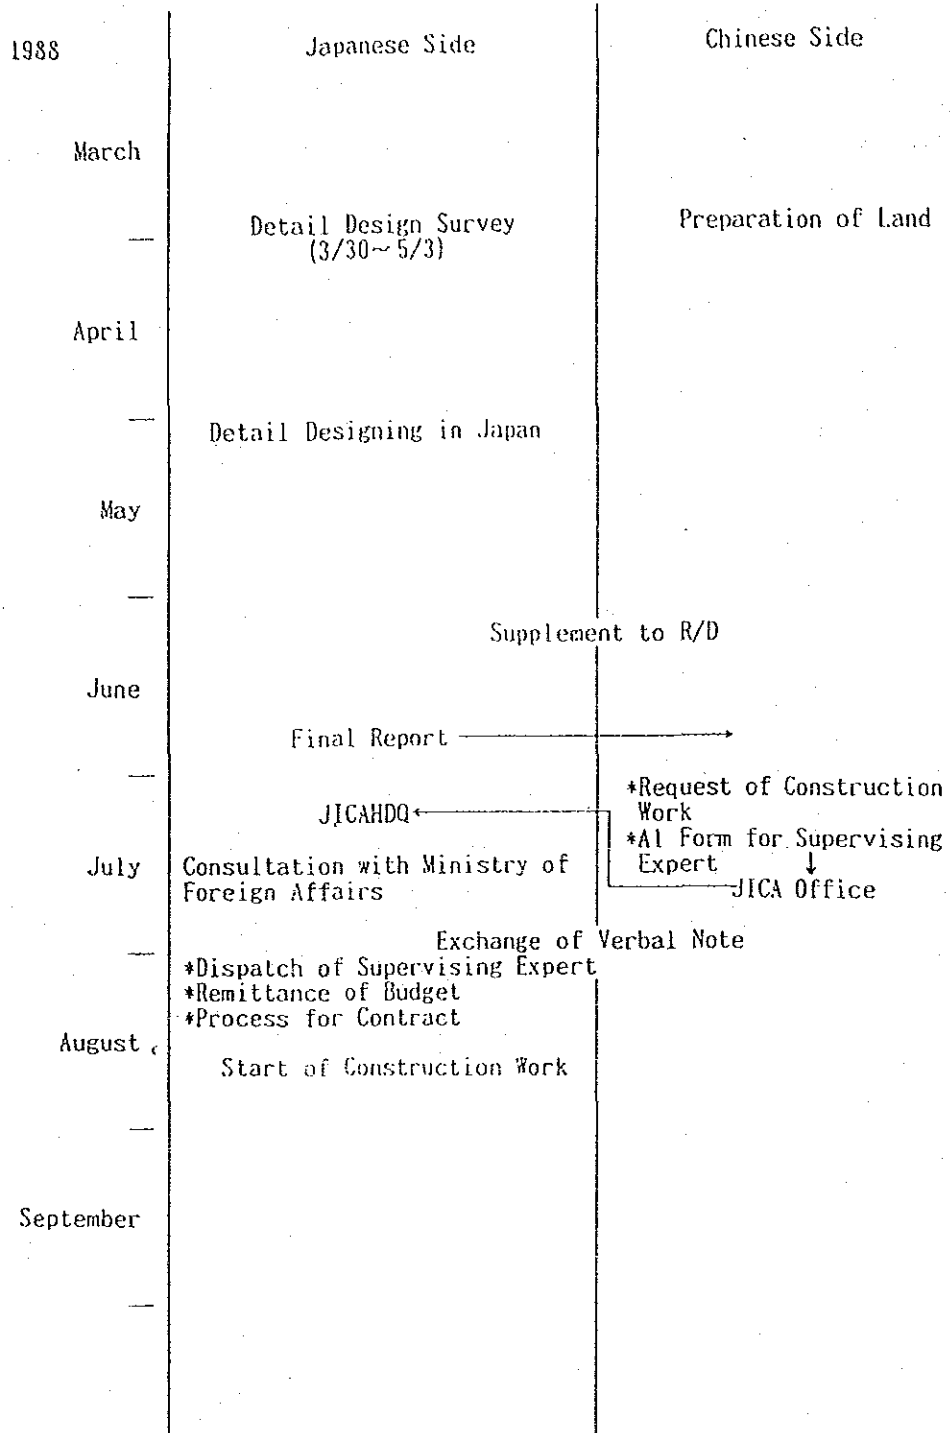 1988
Japanese Side
Chinese Side
March
Detail Design Survey
(3/30~5/3)
Preparation of Land
April
Detail Designing in Japan
May
Supplement to R/D
June
Final Report
*Request of Construction
Work
JICAHDQ
*A1 Form for Supervising
Expert
July
Consultation with Ministry of
Foreign Affairs
JICA Office
Exchange of Verbal Note
*Dispatch of Supervising Expert
*Remittance of Budget
*Process for Contract
August
Start of Construction Work
September